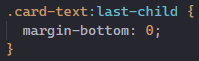 .card-text:last-child {
  margin-bottom: 0;
}